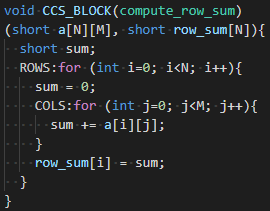 void CCS_BLOCK(compute_row_sum)
(short a[N][M], short row_sum[N]){
  short sum;
  ROWS:for (int i=0; i<N; i++){
    sum = 0;
    COLS:for (int j=0; j<M; j++){
      sum += a[i][j];
    }
    row_sum[i] = sum;
  }
}